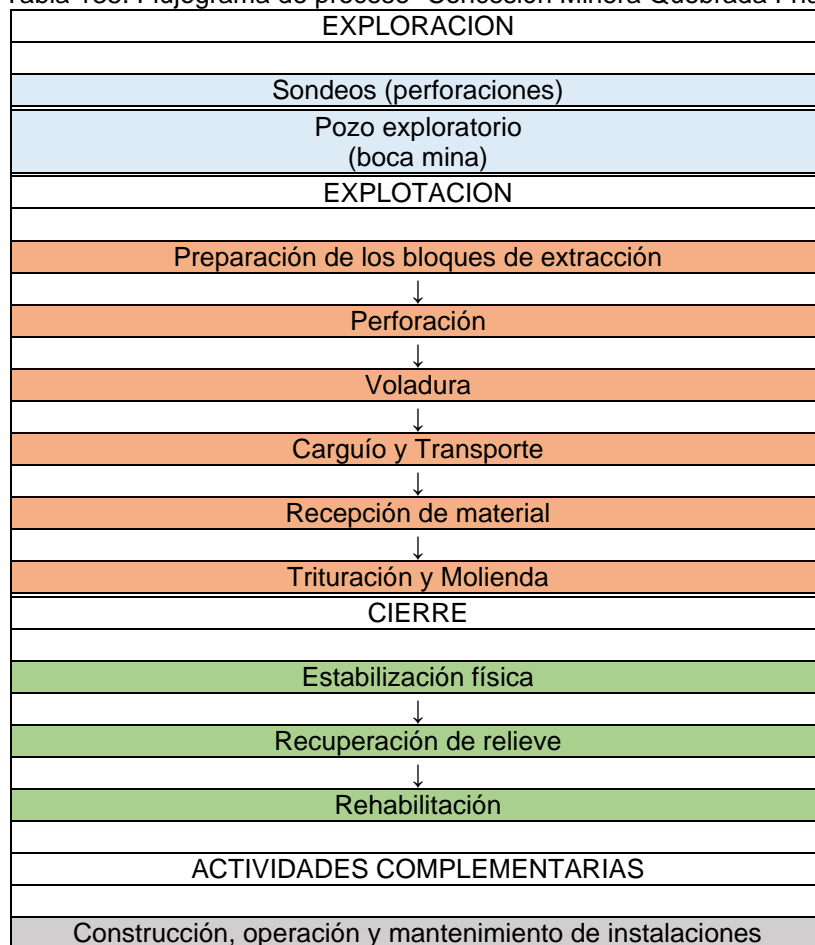 EXPLORACION
Sondeos (perforaciones)
Pozo exploratorio
(boca mina)
EXPLOTACION
Preparación de los bloques de extracción
↓
Perforación
↓
Voladura
↓
Carguío y Transporte
↓
Recepción de material
↓
Trituración y Molienda
CIERRE
Estabilización física
↓
Recuperación de relieve
↓
Rehabilitación
ACTIVIDADES COMPLEMENTARIAS
Construcción, operación y mantenimiento de instalaciones